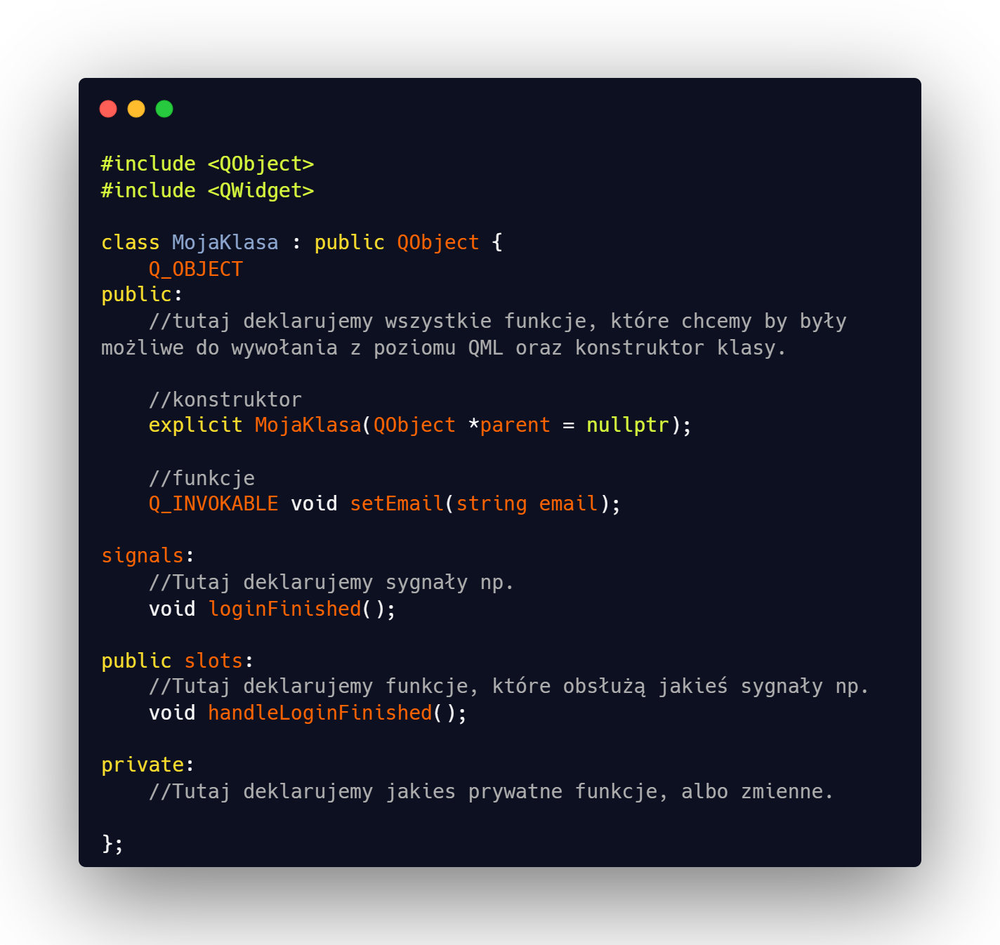 #include <QObject>
#include <QWidget>
class MojaKlasa : public QObject {
Q_OBJECT
public:
//tutaj deklarujemy wszystkie funkcje, które chcemy by były
możliwe do wywołania z poziomu QML oraz konstruktor klasy.
//konstruktor
explicit MojaKlasa(QObject *parent = nullptr);
//funkcje
Q_INVOKABLE void setEmail(string email);
signals:
//Tutaj deklarujemy sygnały np.
void loginFinished();
public slots:
//Tutaj deklarujemy funkcje, które obsłużą jakieś sygnały np.
void handleLoginFinished();
private:
//Tutaj deklarujemy jakies prywatne funkcje, albo zmienne.
};